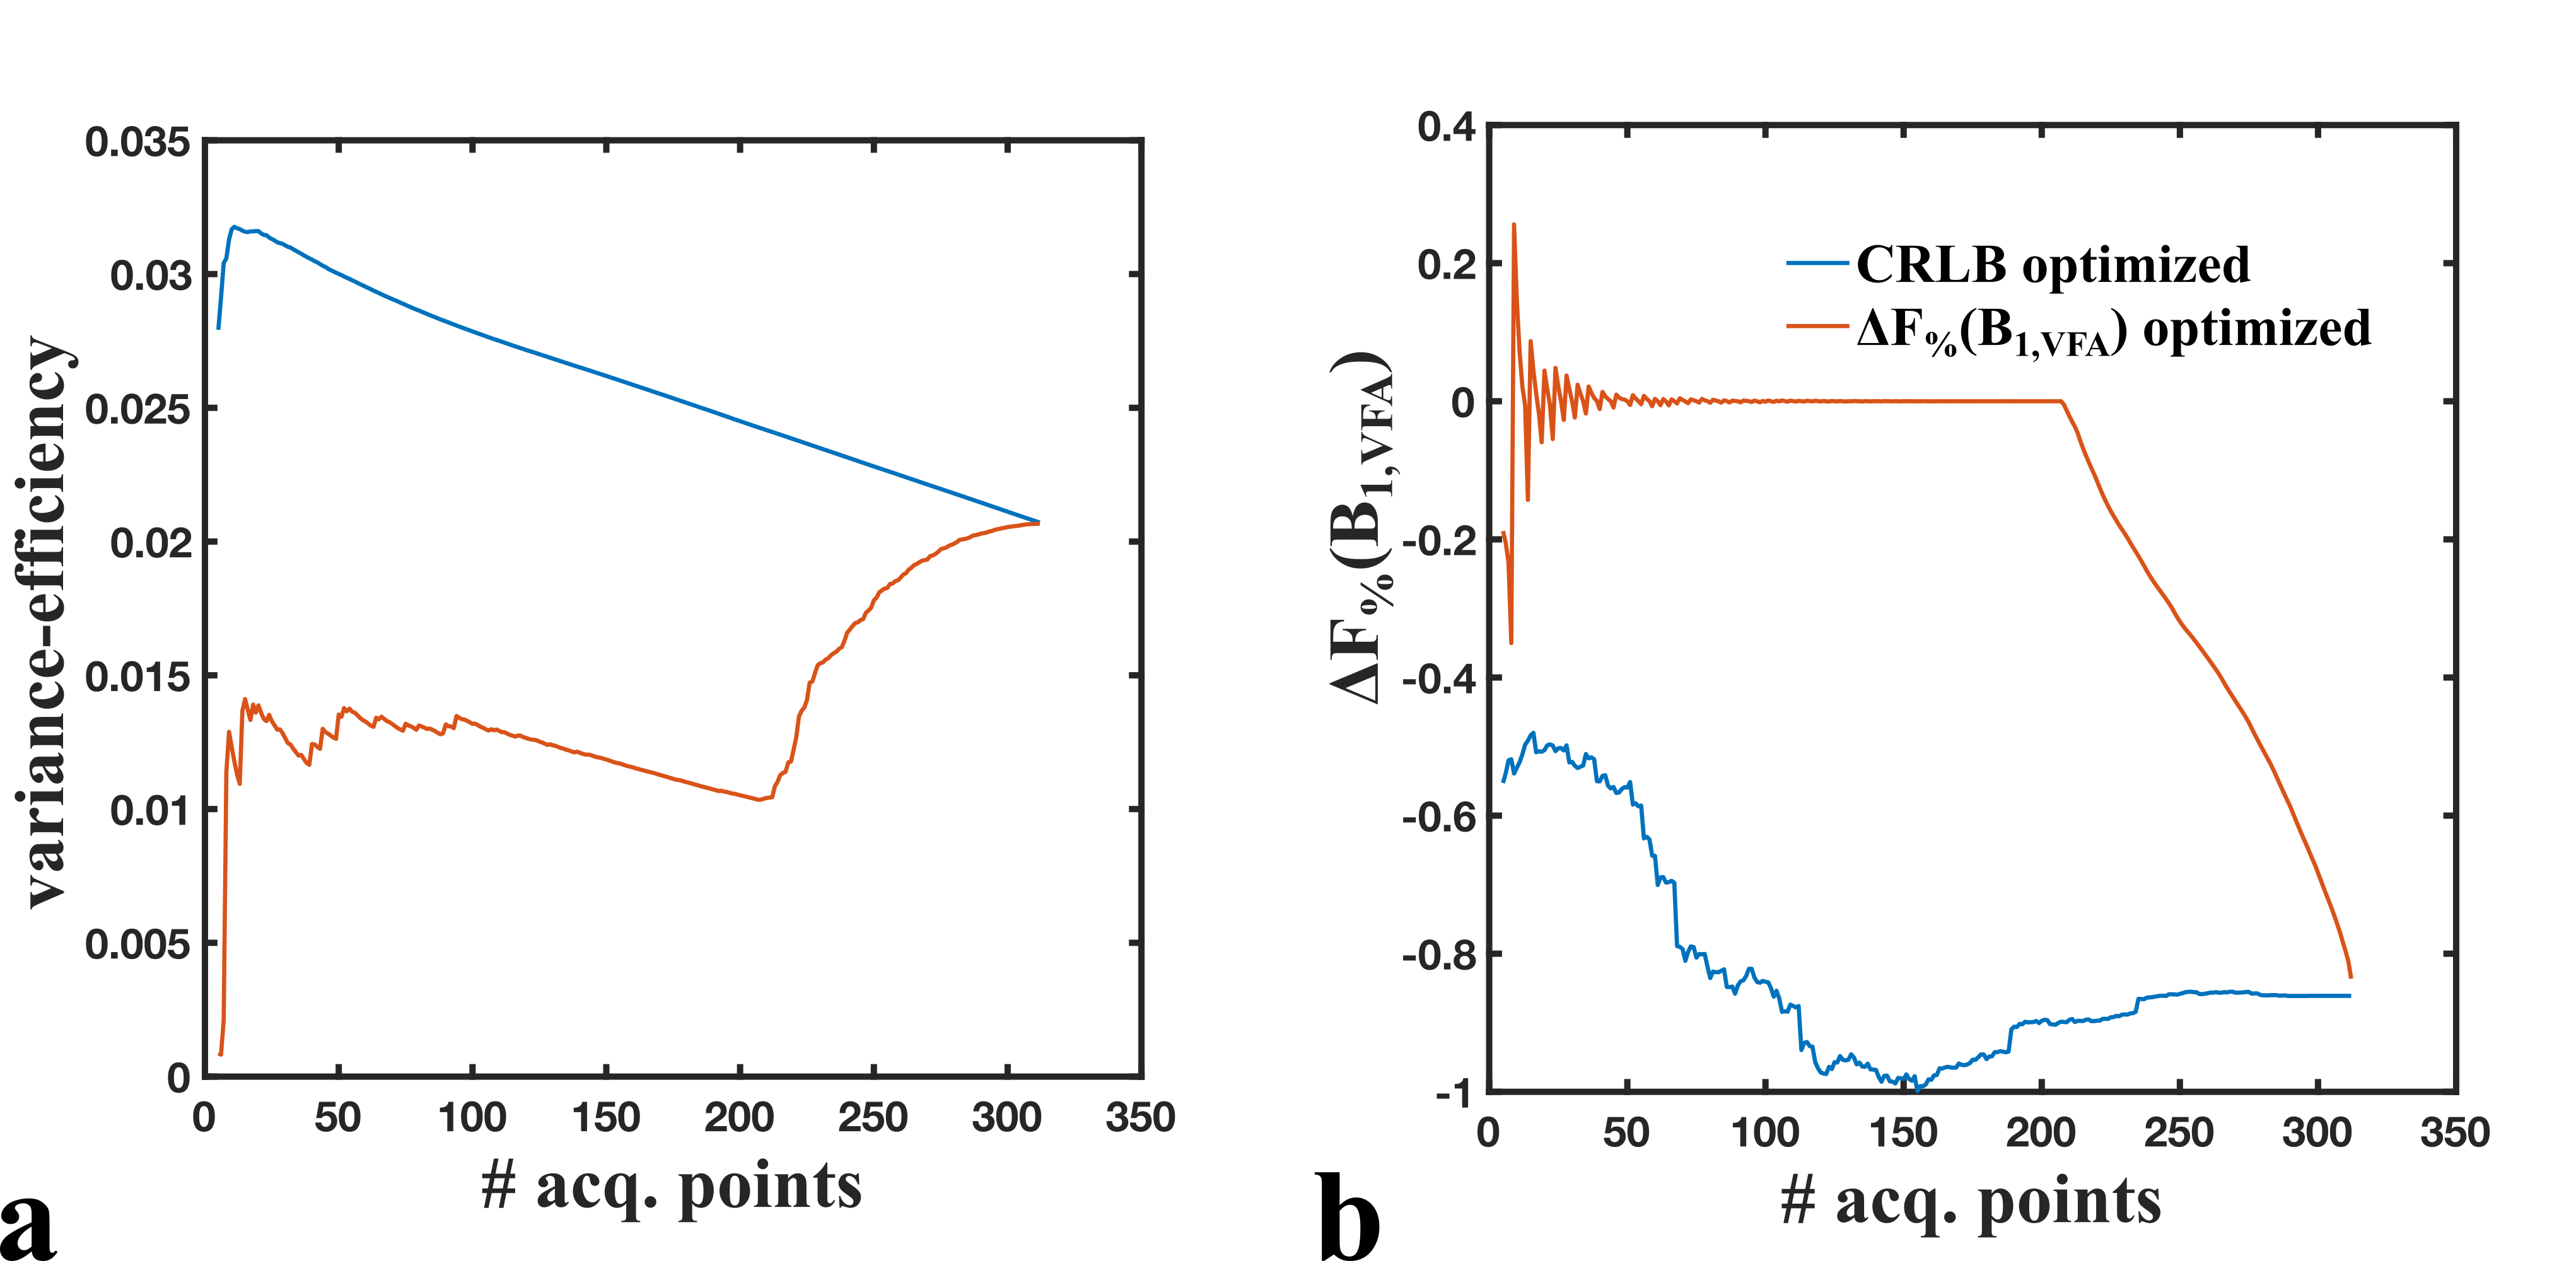 0.035
0.03
0.025
0.02
0.015
0.01
0.005
0
0 50 100 150 200 250 300 350
variance-efficiency
# acq. points
a
0.4
0.2
0
-0.2
-0.4
-0.6
-0.8
-1
0 50 100 150 200 250 300 350
ΔF%(B1,VFA)
CRLB optimized
ΔF%(B1,VFA) optimized
# acq. points
b